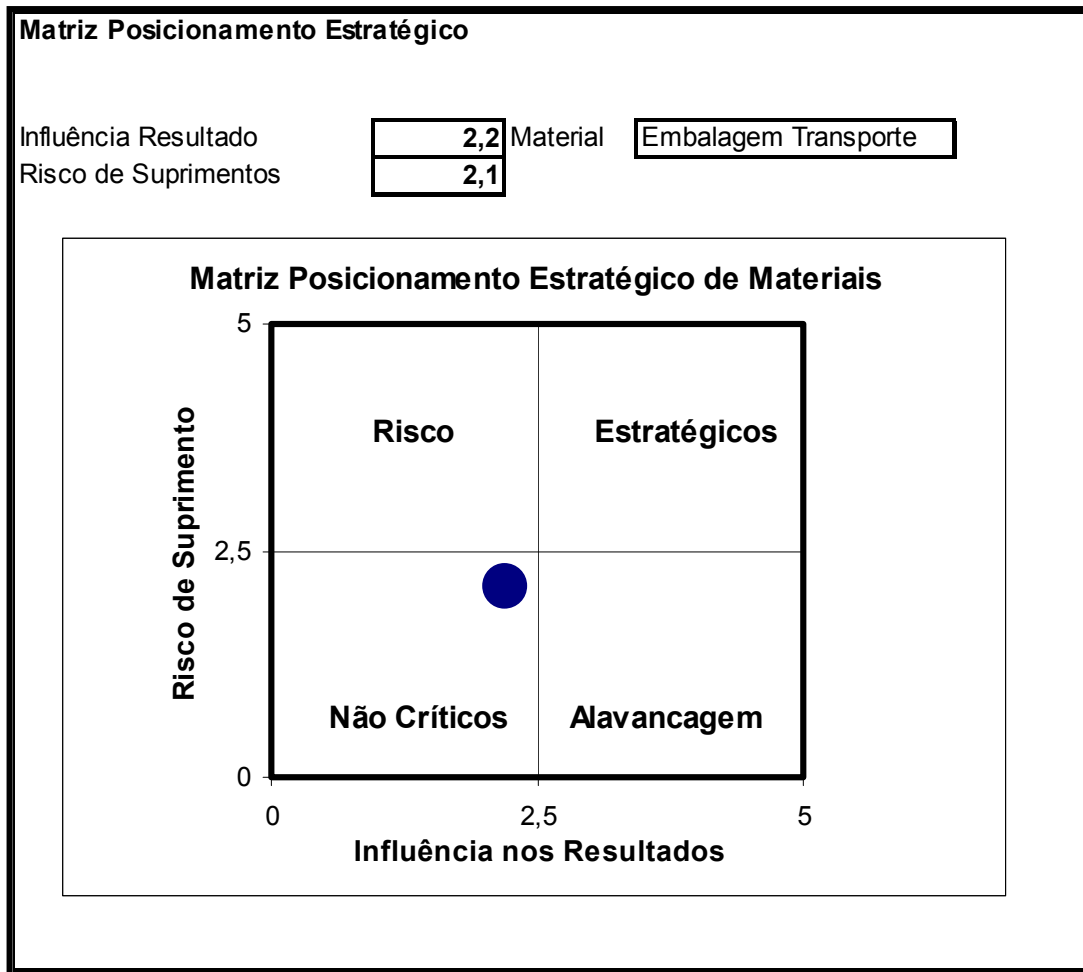 Matriz Posicionamento Estratégico
Influência Resultado 2,2 Material Embalagem Transporte
Risco de Suprimentos 2,1
Matriz Posicionamento Estratégico de Materiais
5
Risco Estratégicos
Risco de Suprimento
2,5
Não Críticos Alavancagem
0
0 2,5 5
Influência nos Resultados